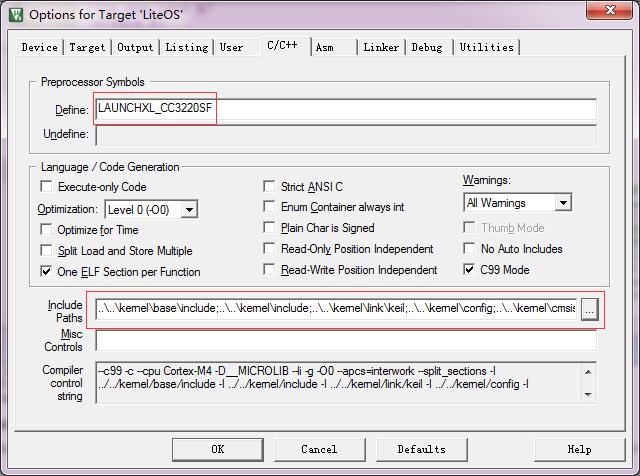 Options for Target 'LiteOS'
Device Target Output Listing User C/C++ Asm Linker Debug Utilities
Preprocessor Symbols
Define: LAUNCHXL_CC3220SF
Undefine:
Language / Code Generation
Execute-only Code
Strict ANSI C
Warnings:
Optimization: Level 0 (-O0)
Enum Container always int
All Warnings
Optimize for Time
Plain Char is Signed
Thumb Mode
Split Load and Store Multiple
Read-Only Position Independent
No Auto Includes
One ELF Section per Function
Read-Write Position Independent
C99 Mode
Include Paths
..\..\kernel\base\include;..\..\kernel\include;..\..\kernel\link\keil;..\..\kernel\config;..\..\kernel\cmsis
...
Misc Controls
Compiler control string
--c99 -c --cpu Cortex-M4 -D__MICROLIB --li -g -O0 --apcs=interwork --split_sections -I
../../kernel/base/include -I ../../kernel/include -I ../../kernel/link/keil -I ../../kernel/config -I
OK Cancel Defaults Help